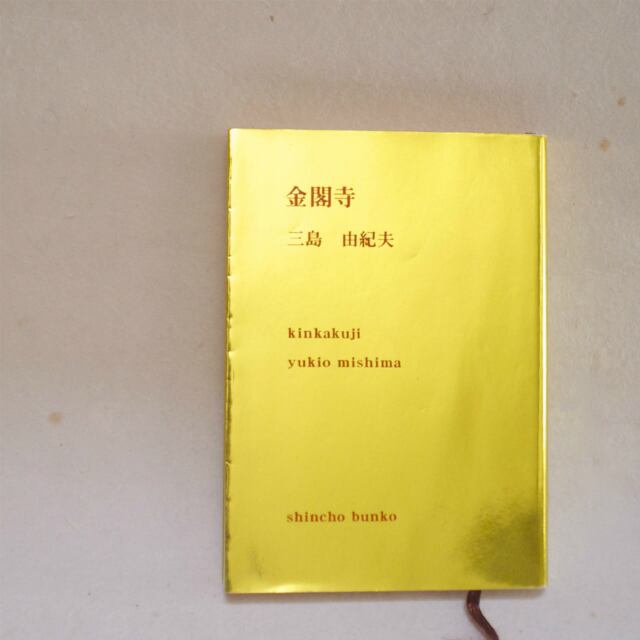 金閣寺
三島 由紀夫
kinkakuji
yukio mishima
shincho bunko